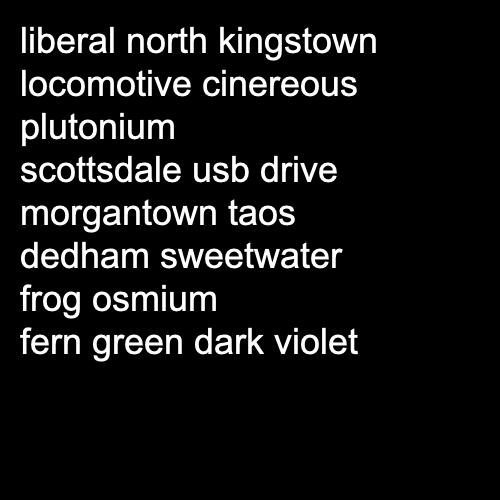 liberal north kingstown
locomotive cinereous
plutonium
scottsdale usb drive
morgantown taos
dedham sweetwater
frog osmium
fern green dark violet